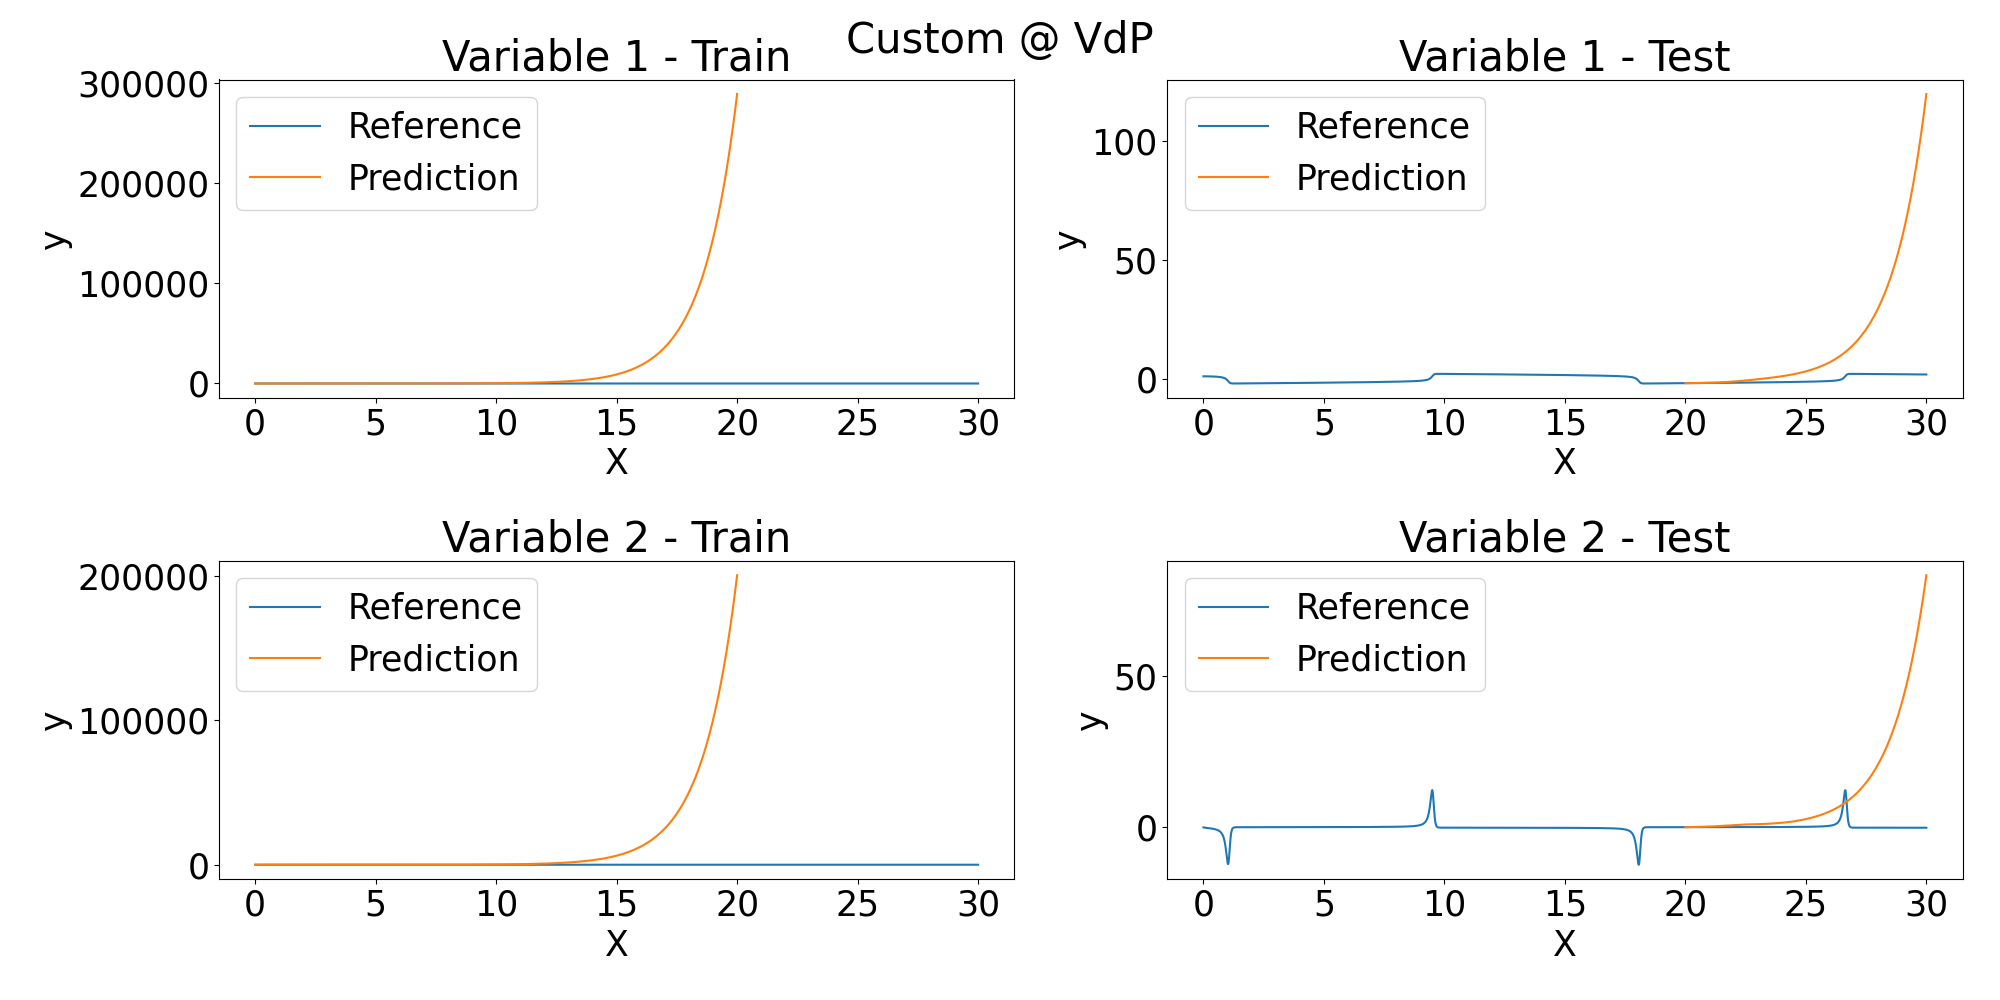 Custom @ VdP
Variable 1 - Train
300000
200000
100000
0
y
Reference
Prediction
0 5 10 15 20 25 30
X
Variable 1 - Test
100
50
0
y
Reference
Prediction
0 5 10 15 20 25 30
X
Variable 2 - Train
200000
100000
0
y
Reference
Prediction
0 5 10 15 20 25 30
X
Variable 2 - Test
50
0
y
Reference
Prediction
0 5 10 15 20 25 30
X